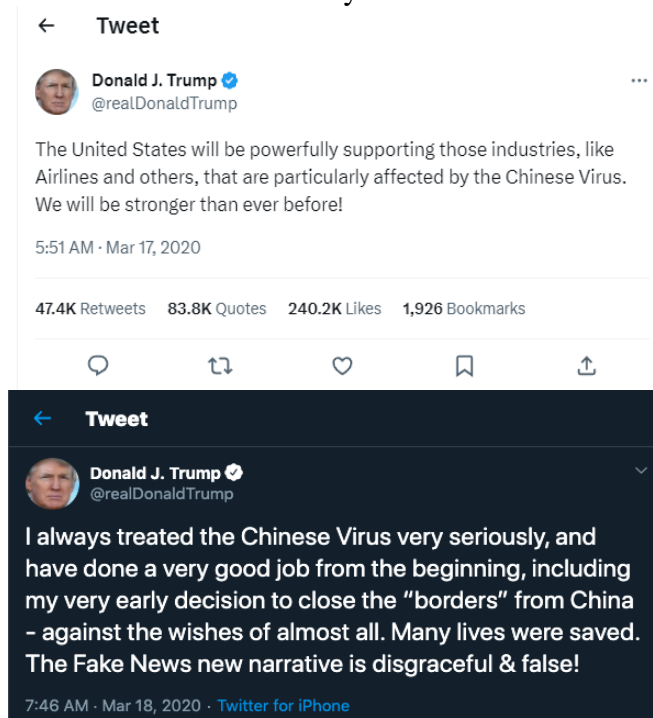 Tweet
Donald J. Trump
@realDonaldTrump
The United States will be powerfully supporting those industries, like
Airlines and others, that are particularly affected by the Chinese Virus.
We will be stronger than ever before!
5:51 AM · Mar 17, 2020
47.4K Retweets 83.8K Quotes 240.2K Likes 1,926 Bookmarks
Tweet
Donald J. Trump
@realDonaldTrump
I always treated the Chinese Virus very seriously, and
have done a very good job from the beginning, including
my very early decision to close the “borders” from China
- against the wishes of almost all. Many lives were saved.
The Fake News new narrative is disgraceful & false!
7:46 AM · Mar 18, 2020 · Twitter for iPhone